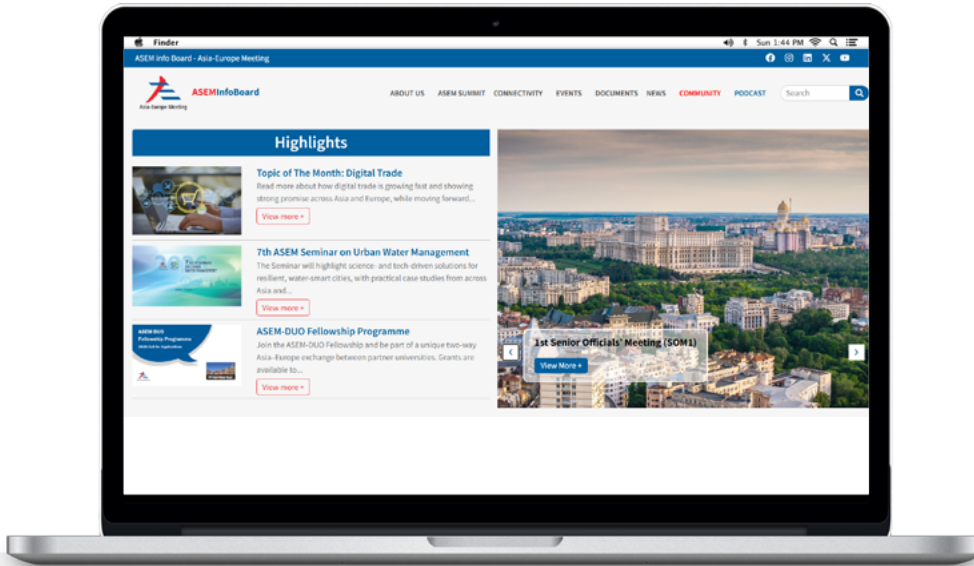 Finder
Sun 1:44 PM
ASEM Info Board - Asia-Europe Meeting
Asia-Europe Meeting
ASEMInfoBoard
ABOUT US ASEM SUMMIT CONNECTIVITY EVENTS DOCUMENTS NEWS COMMUNITY PODCAST Search
Highlights
Topic of The Month: Digital Trade
Read more about how digital trade is growing fast and showing
strong promise across Asia and Europe, while moving forward...
View more +
7th ASEM Seminar on Urban Water Management
The Seminar will highlight science- and tech-driven solutions for
resilient, water-smart cities, with practical case studies from across
Asia and...
View more +
ASEM-DUO
Fellowship Programme
ASEM-DUO Fellowship Programme
Join the ASEM-DUO Fellowship and be part of a unique two-way
Asia–Europe exchange between partner universities. Grants are
available to...
View more +
1st Senior Officials' Meeting (SOM1)
View More +